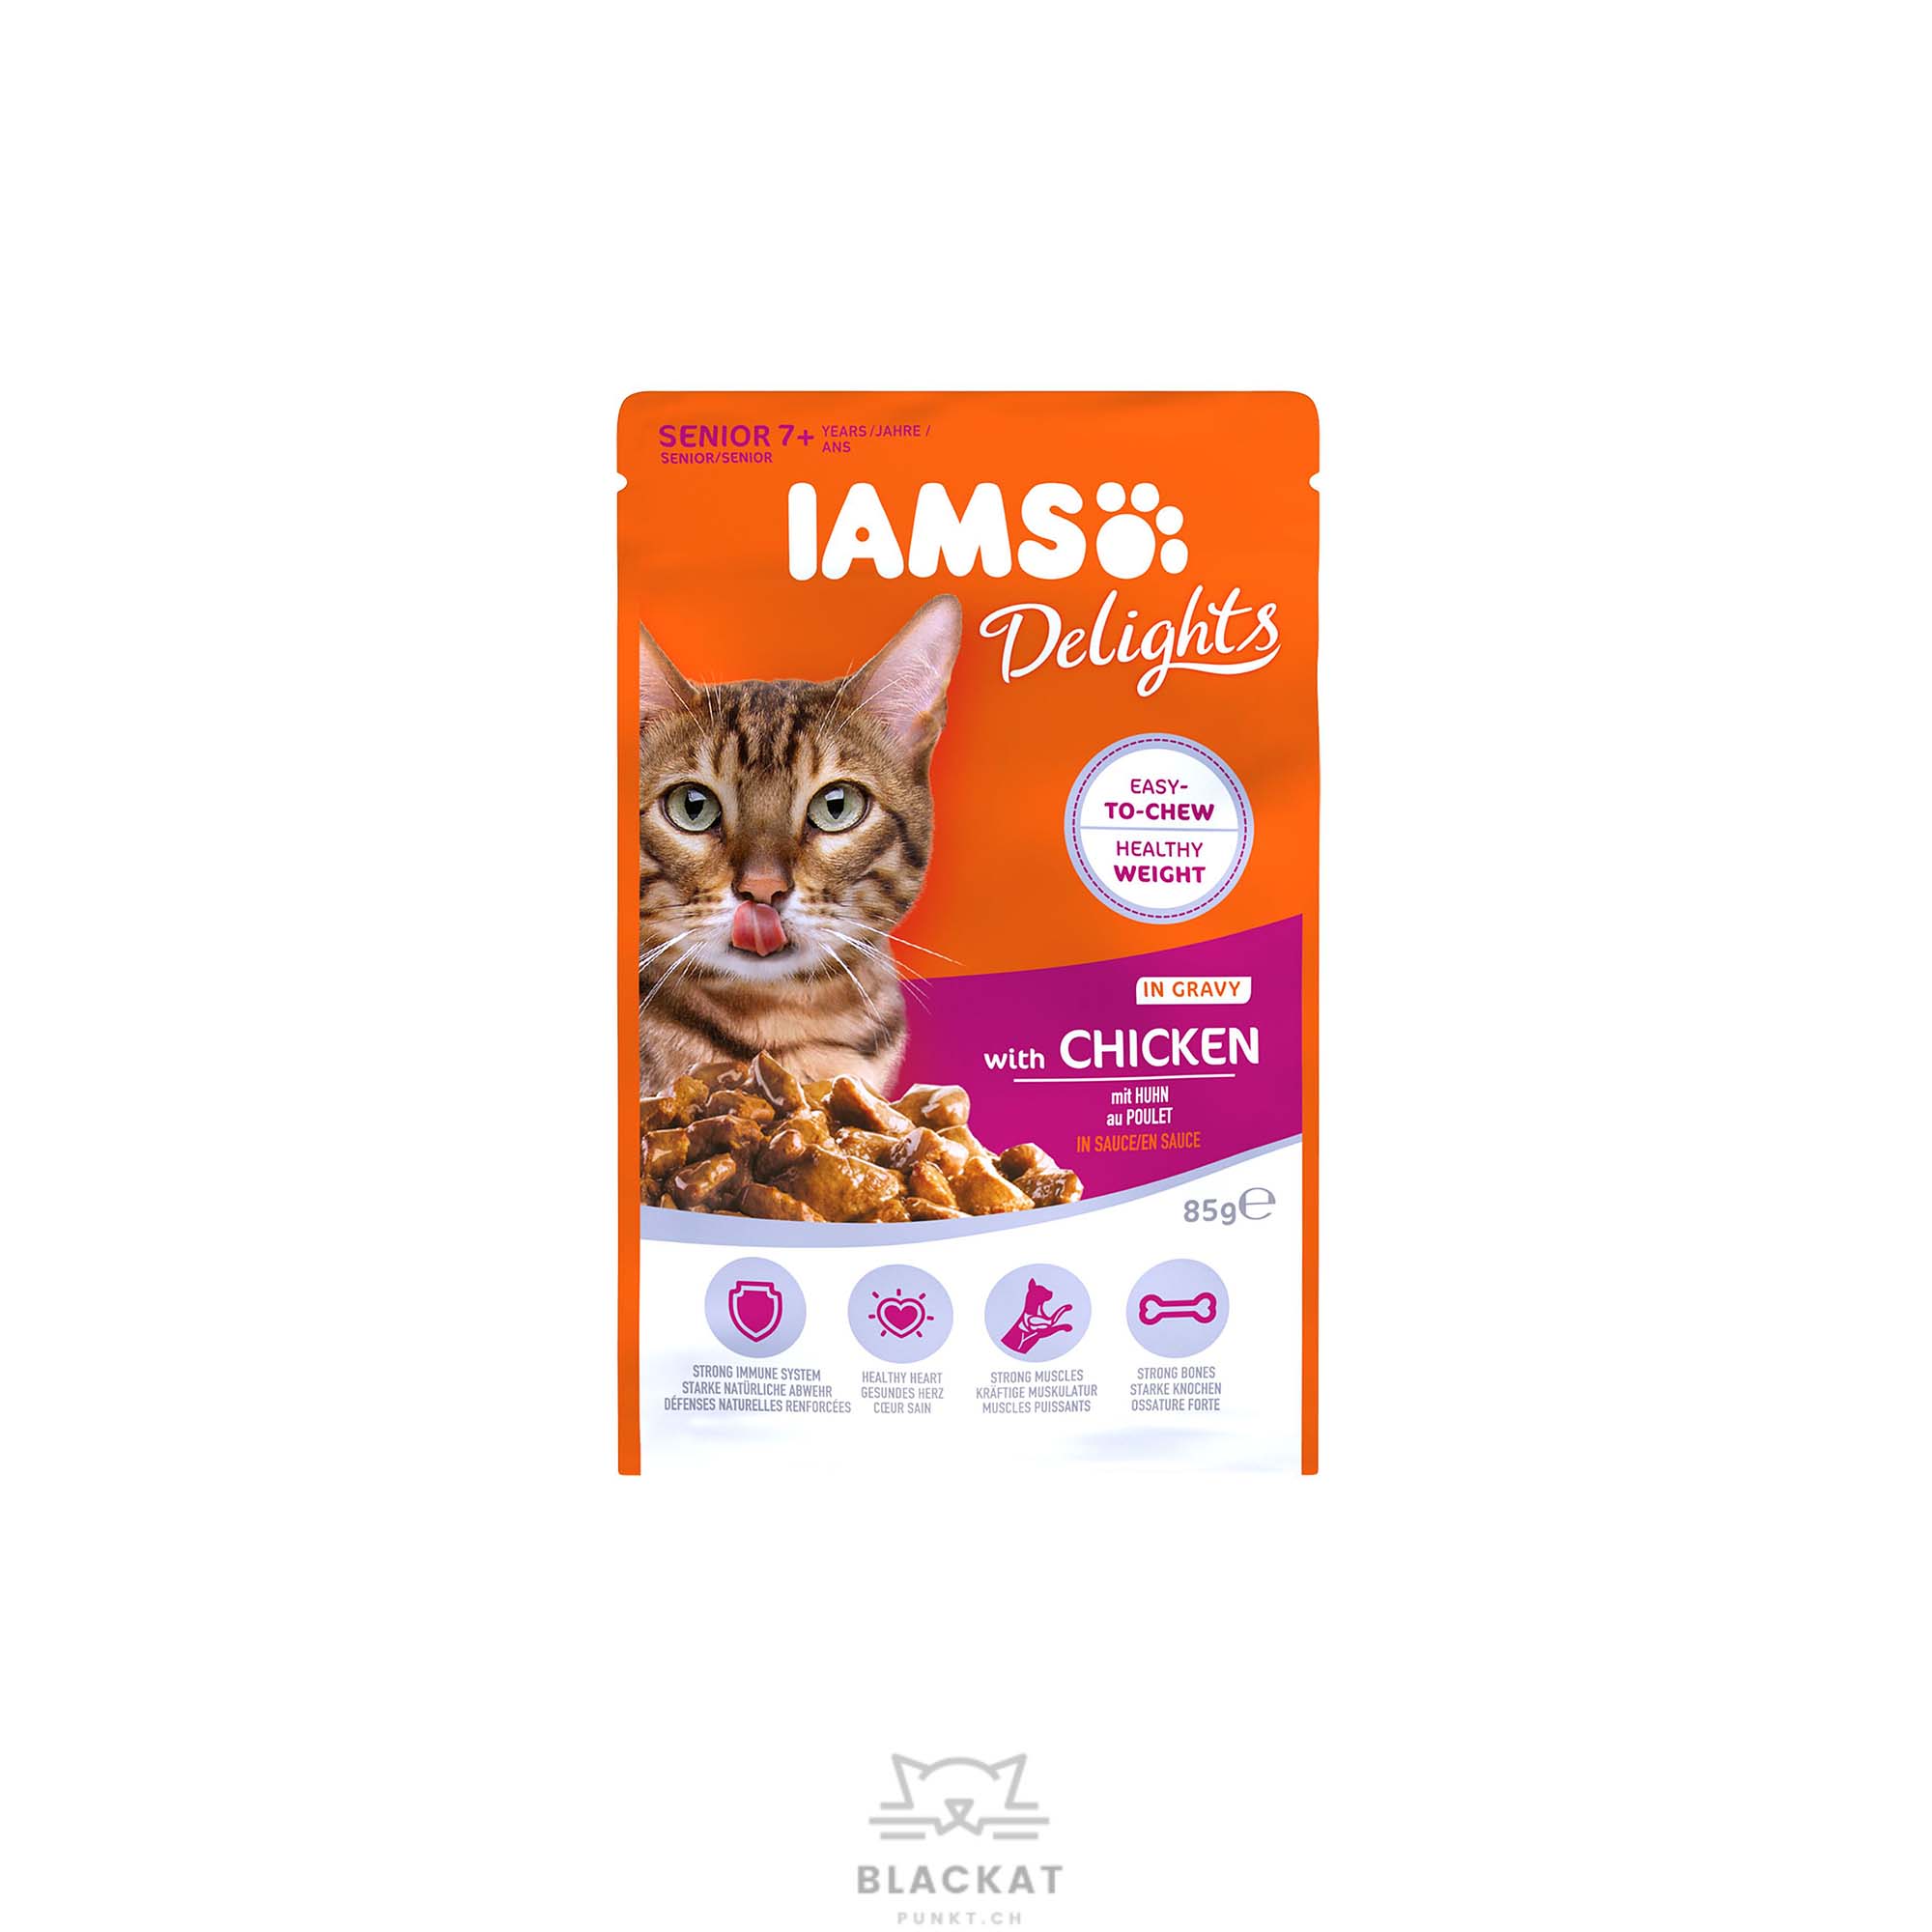 SENIOR 7+ YEARS/JAHRE/
SENIOR/SENIOR ANS
IAMS
Delights
EASY-
TO-CHEW
HEALTHY
WEIGHT
IN GRAVY
with CHICKEN
mit HUHN
au POULET
IN SAUCE/EN SAUCE
85g℮
STRONG IMMUNE SYSTEM
STARKE NATÜRLICHE ABWEHR
DÉFENSES NATURELLES RENFORCÉES
HEALTHY HEART
GESUNDES HERZ
CŒUR SAIN
STRONG MUSCLES
KRÄFTIGE MUSKULATUR
MUSCLES PUISSANTS
STRONG BONES
STARKE KNOCHEN
OSSATURE FORTE
BLACKAT
PUNKT.CH